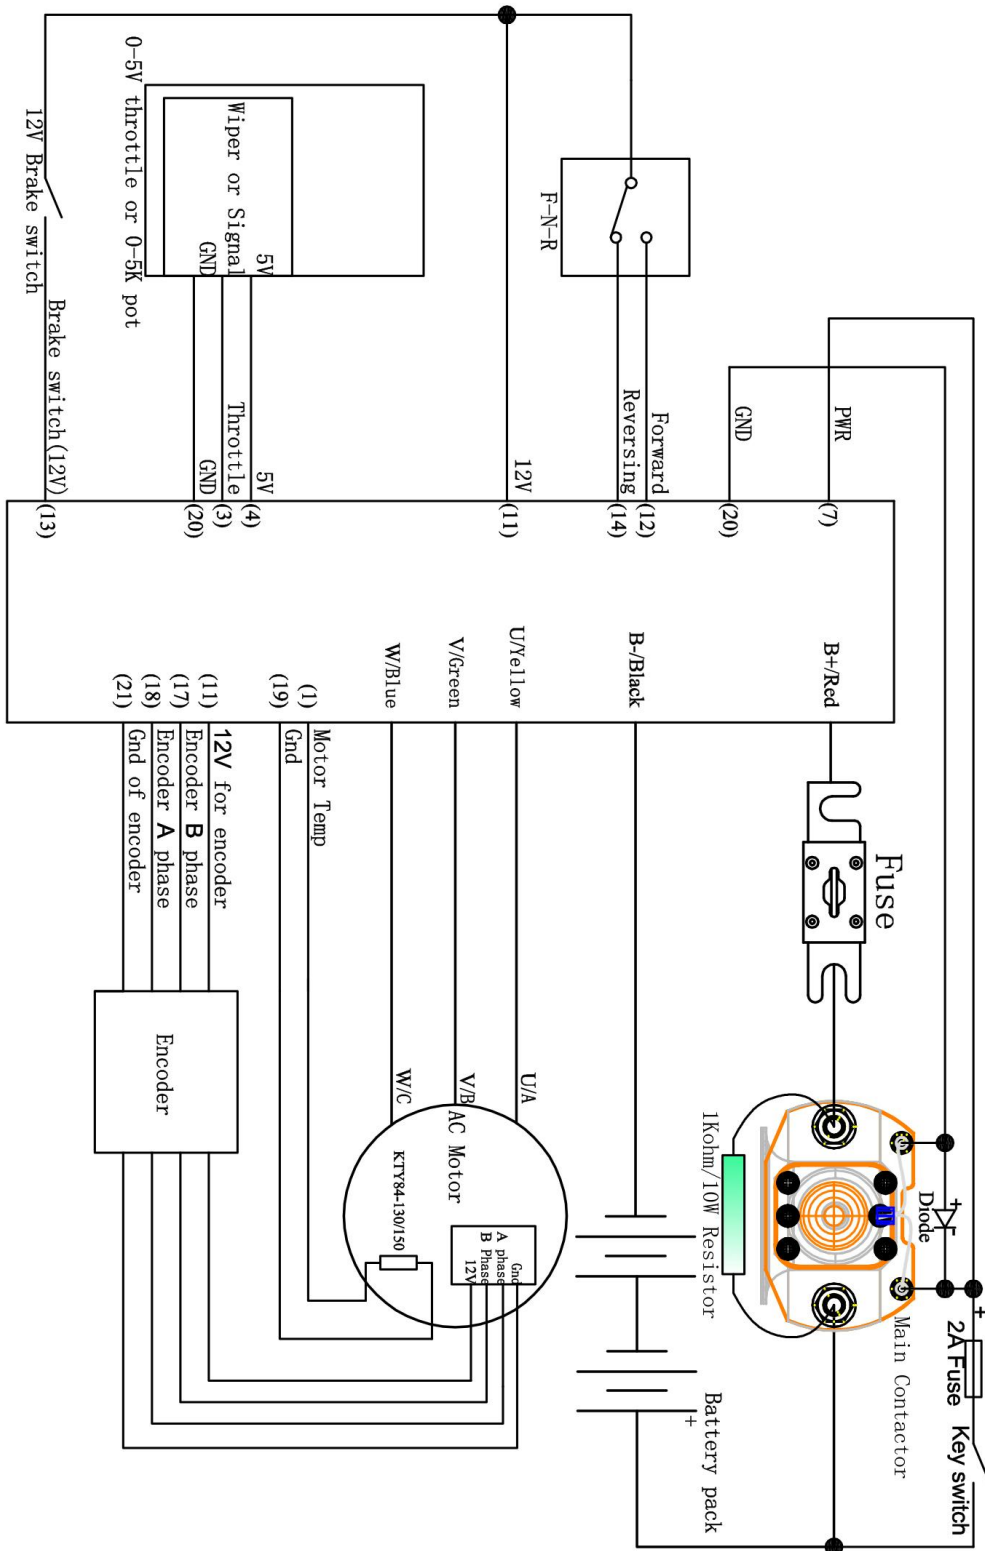 0-5V throttle or 0-5K pot
Wiper or Signal
GND
5V
12V Brake switch
Brake switch(12V)
F-N-R
Throttle
GND
5V
12V
Reversing
Forward
GND
PWR
(13)
(20)
(3)
(4)
(11)
(14)
(12)
(20)
(7)
(21)
(18)
(17)
(11)
(19)
(1)
W/Blue
V/Green
U/Yellow
B-/Black
B+/Red
Gnd of encoder
Encoder A phase
Encoder B phase
12V for encoder
Gnd
Motor Temp
Fuse
Encoder
W/C
V/B
U/A
AC Motor
KTY84-130/150
Gnd
A phase
B Phase
12V
1Kohm/10W Resistor
+
Diode
-
Main Contactor
+
2A Fuse
Key switch
Battery pack
+